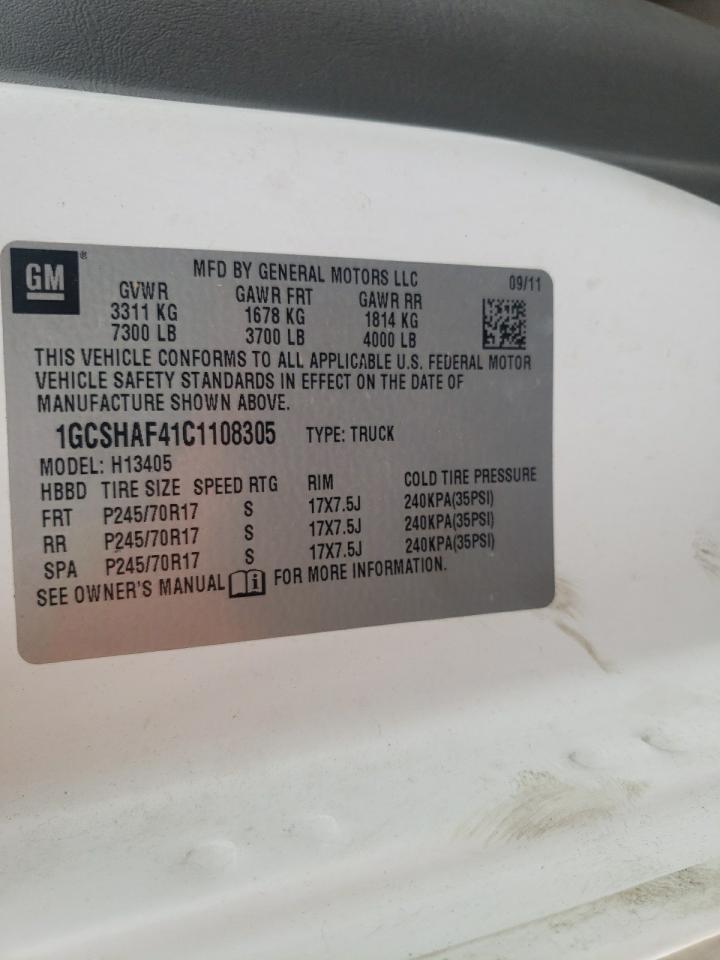 GM®
MFD BY GENERAL MOTORS LLC 09/11
GVWR GAWR FRT GAWR RR
3311 KG 1678 KG 1814 KG
7300 LB 3700 LB 4000 LB
THIS VEHICLE CONFORMS TO ALL APPLICABLE U.S. FEDERAL MOTOR
VEHICLE SAFETY STANDARDS IN EFFECT ON THE DATE OF
MANUFACTURE SHOWN ABOVE.
1GCSHAF41C1108305 TYPE: TRUCK
MODEL: H13405
HBBD TIRE SIZE SPEED RTG RIM COLD TIRE PRESSURE
FRT P245/70R17 S 17X7.5J 240KPA(35PSI)
RR P245/70R17 S 17X7.5J 240KPA(35PSI)
SPA P245/70R17 S 17X7.5J 240KPA(35PSI)
SEE OWNER'S MANUAL i FOR MORE INFORMATION.